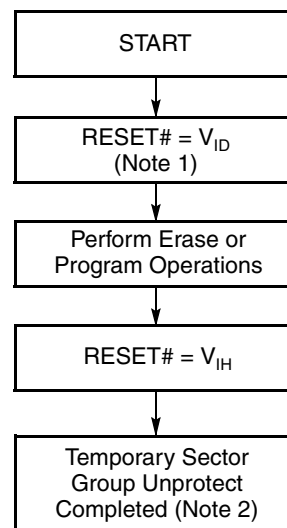 START
RESET# = V_ID
(Note 1)
Perform Erase or
Program Operations
RESET# = V_IH
Temporary Sector
Group Unprotect
Completed (Note 2)